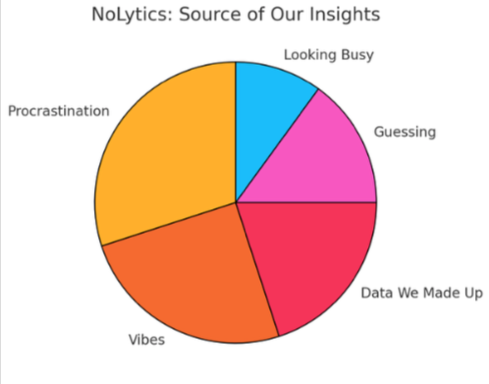 NoLytics: Source of Our Insights
Looking Busy
Procrastination
Guessing
Data We Made Up
Vibes